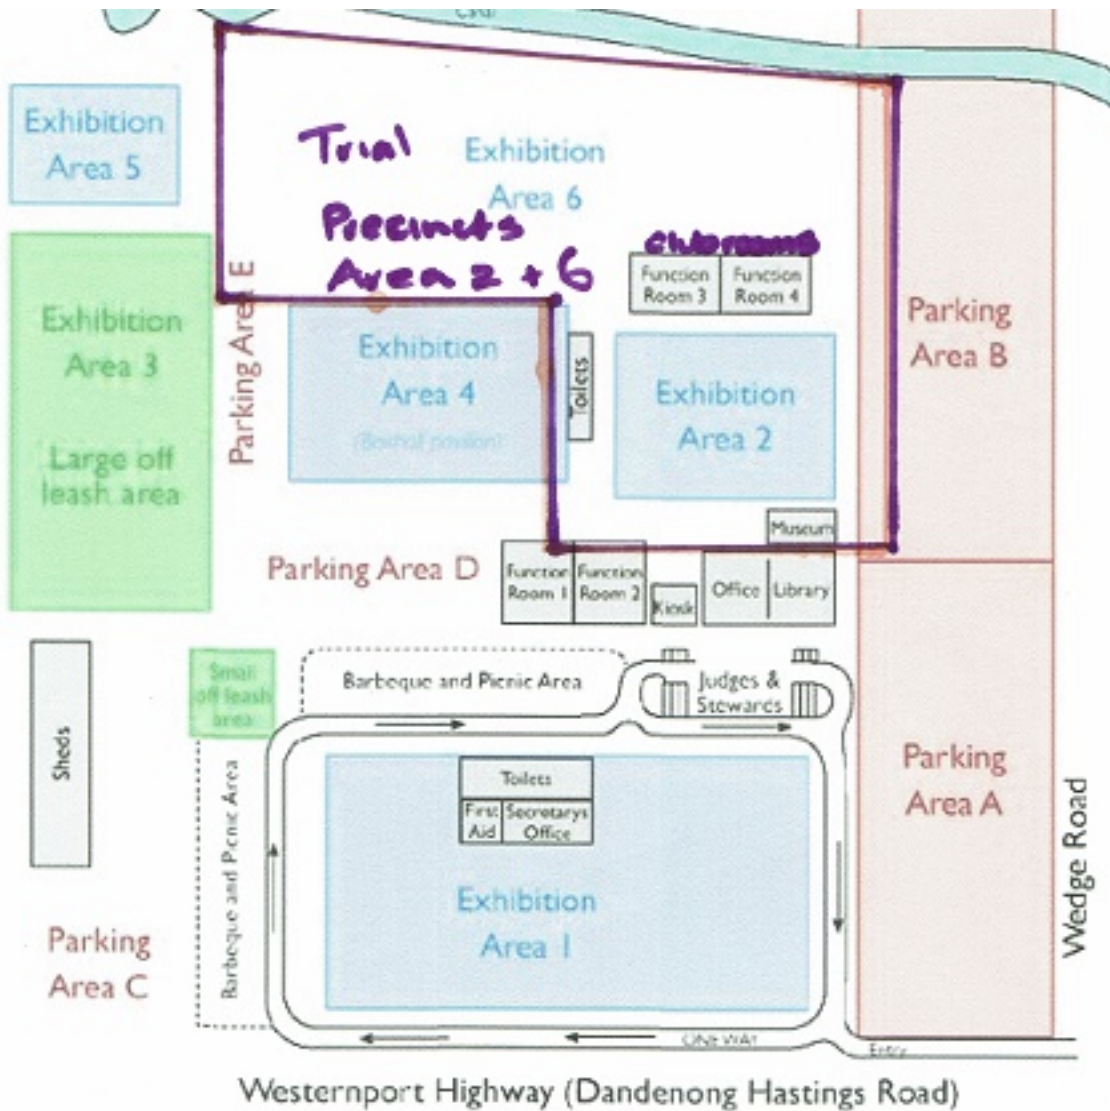 Exhibition
Area 5
Trial
Exhibition
Area 6
Precincts
Area 2 + 6
clubrooms
Function
Room 3
Function
Room 4
Exhibition
Area 3
Large off
leash area
Parking Area E
Exhibition
Area 4
Toilets
Exhibition
Area 2
Parking
Area B
Museum
Parking Area D
Function
Room 1
Function
Room 2
Kiosk
Office
Library
Sheds
Small
off leash
area
Barbeque and Picnic Area
Judges &
Stewards
Barbeque and Picnic Area
Toilets
First
Aid
Secretarys
Office
Exhibition
Area 1
Parking
Area A
Wedge Road
Parking
Area C
ONE WAY
Entry
Westernport Highway (Dandenong Hastings Road)